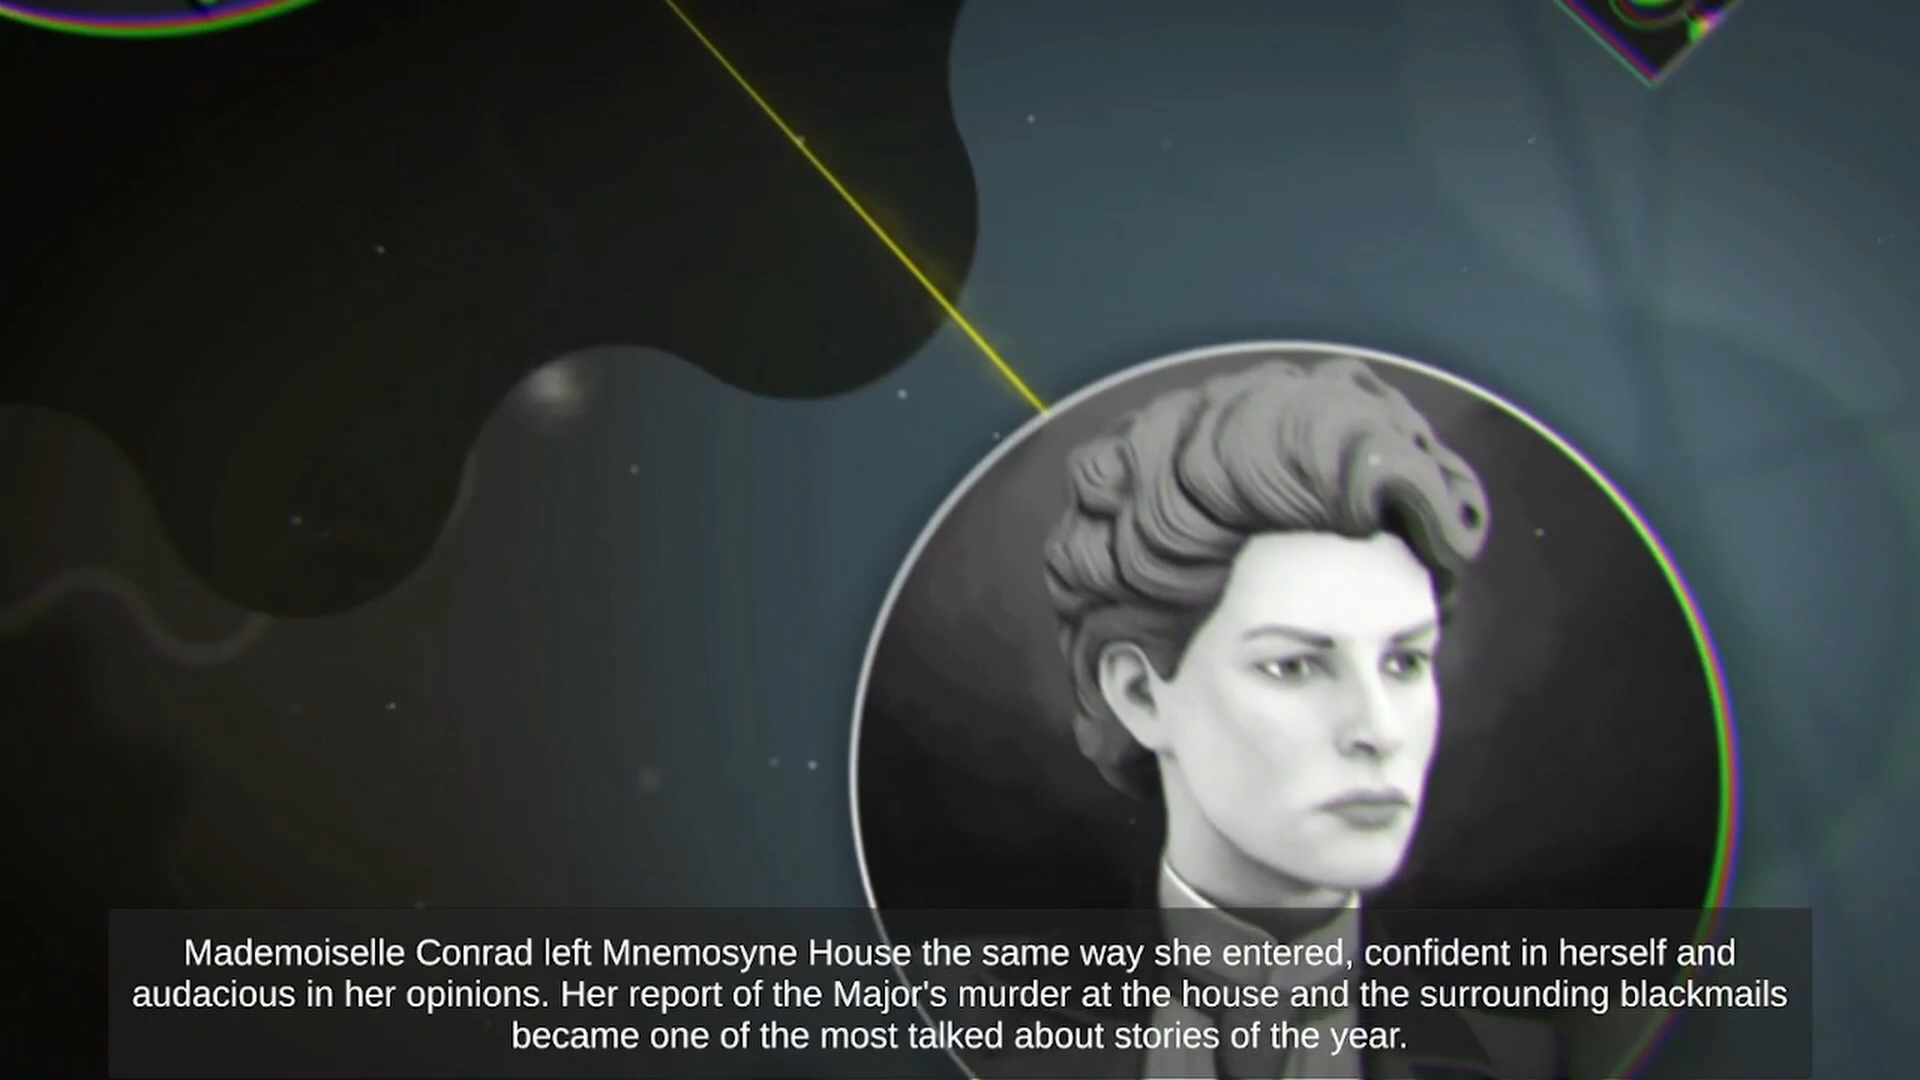 Mademoiselle Conrad left Mnemosyne House the same way she entered, confident in herself and
audacious in her opinions. Her report of the Major's murder at the house and the surrounding blackmails
became one of the most talked about stories of the year.